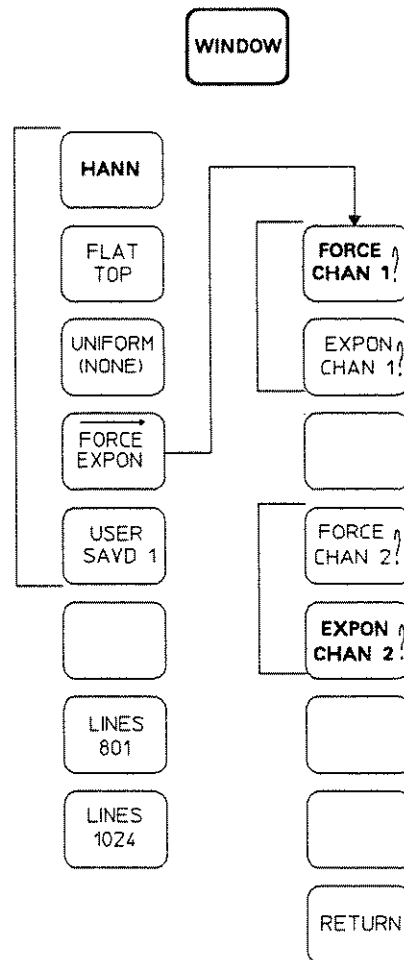 WINDOW
HANN
FLAT
TOP
UNIFORM
(NONE)
FORCE
EXPON
USER
SAVD 1
LINES
801
LINES
1024
FORCE
CHAN 1?
EXPON
CHAN 1?
FORCE
CHAN 2?
EXPON
CHAN 2?
RETURN